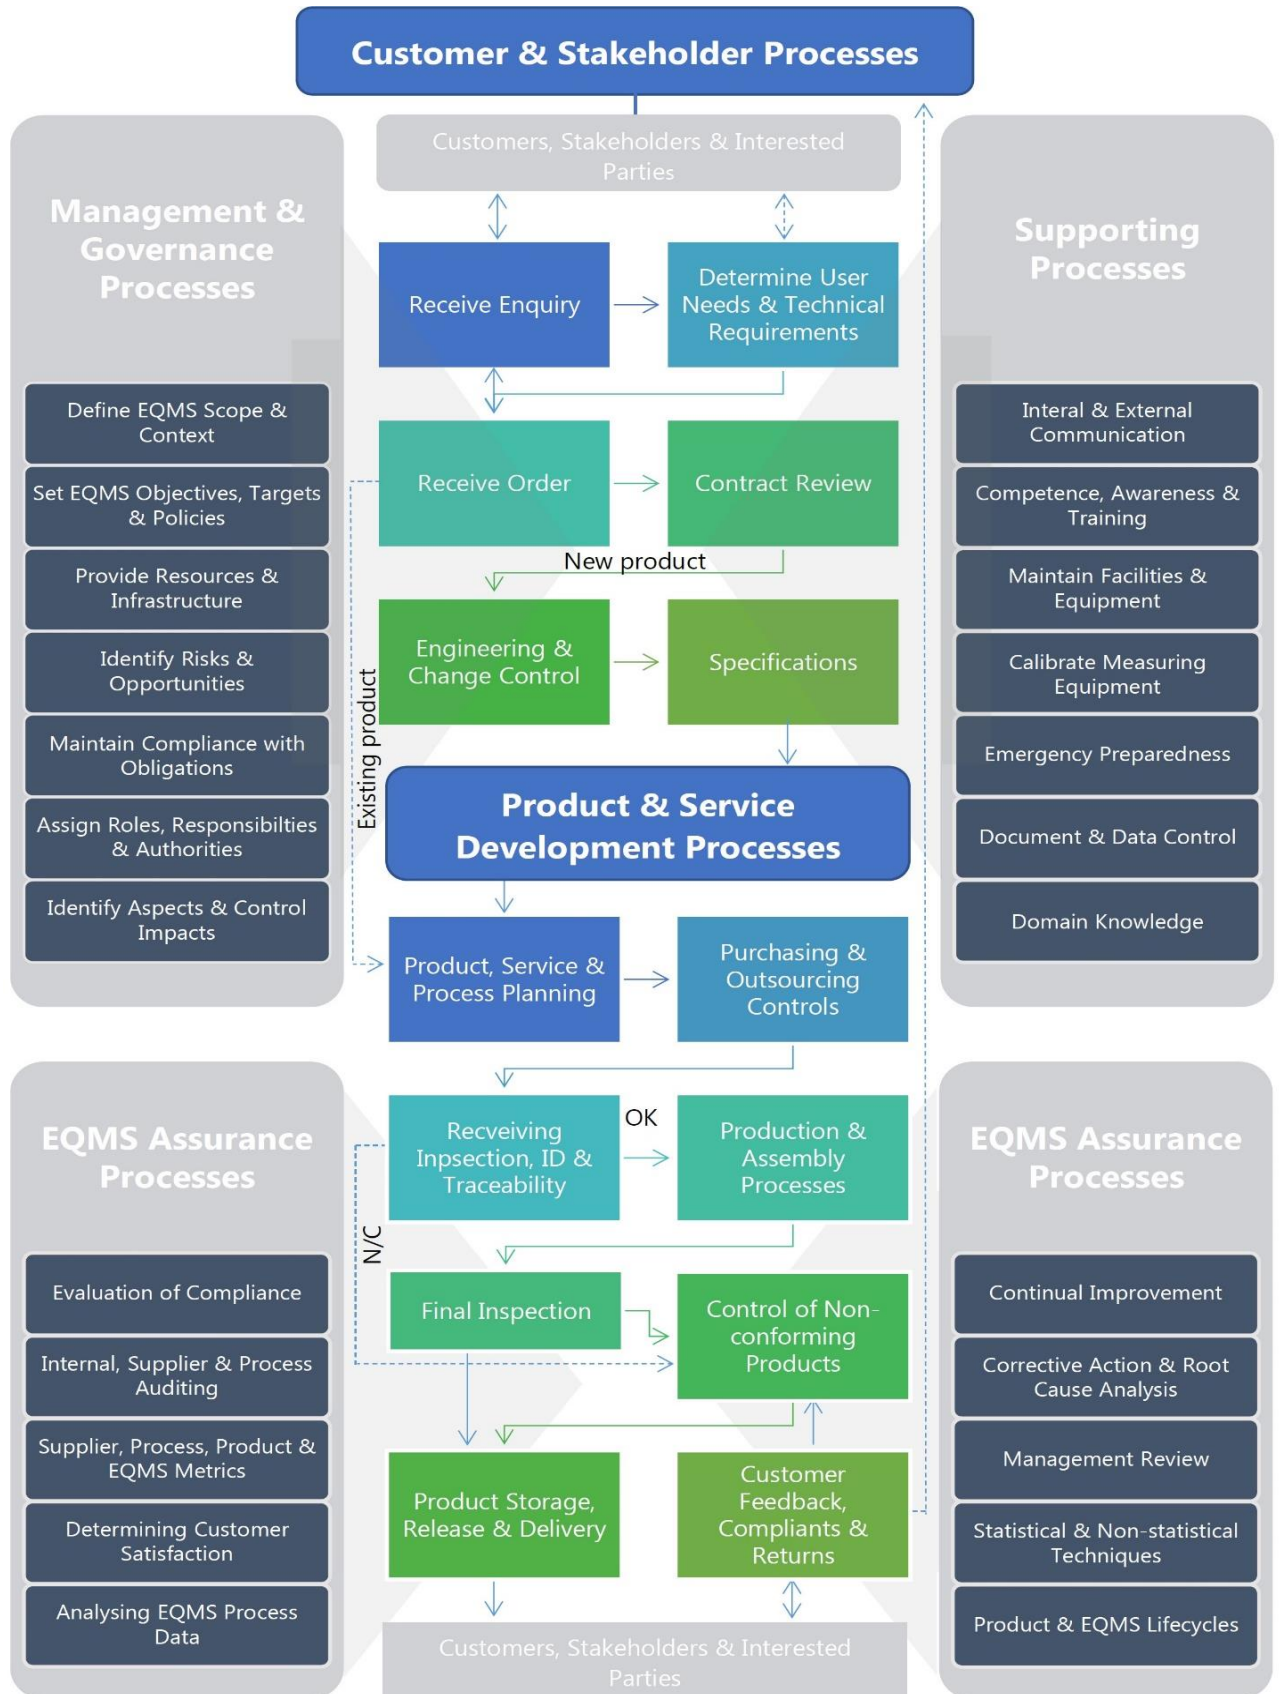 Customer & Stakeholder Processes
Customers, Stakeholders & Interested
Parties
Management &
Governance
Processes
Define EQMS Scope &
Context
Set EQMS Objectives, Targets
& Policies
Provide Resources &
Infrastructure
Identify Risks &
Opportunities
Maintain Compliance with
Obligations
Assign Roles, Responsibilties
& Authorities
Identify Aspects & Control
Impacts
Receive Enquiry
Determine User
Needs & Technical
Requirements
Receive Order
Contract Review
New product
Engineering &
Change Control
Specifications
Existing product
Supporting
Processes
Interal & External
Communication
Competence, Awareness &
Training
Maintain Facilities &
Equipment
Calibrate Measuring
Equipment
Emergency Preparedness
Document & Data Control
Domain Knowledge
Product & Service
Development Processes
Product, Service &
Process Planning
Purchasing &
Outsourcing
Controls
EQMS Assurance
Processes
Evaluation of Compliance
Internal, Supplier & Process
Auditing
Supplier, Process, Product &
EQMS Metrics
Determining Customer
Satisfaction
Analysing EQMS Process
Data
Recveiving
Inpsection, ID &
Traceability
OK
Production &
Assembly
Processes
N/C
Final Inspection
Control of Non-
conforming
Products
Product Storage,
Release & Delivery
Customer
Feedback,
Compliants &
Returns
Customers, Stakeholders & Interested
Parties
EQMS Assurance
Processes
Continual Improvement
Corrective Action & Root
Cause Analysis
Management Review
Statistical & Non-statistical
Techniques
Product & EQMS Lifecycles